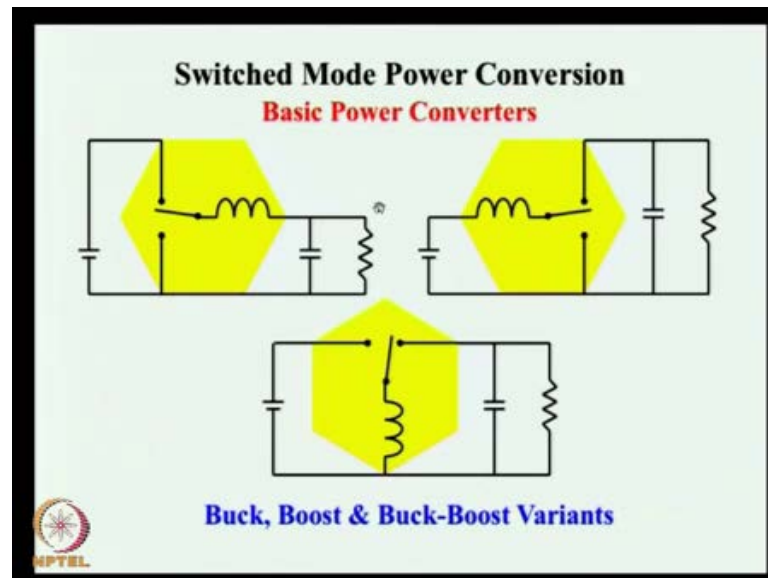 Switched Mode Power Conversion
Basic Power Converters
Buck, Boost & Buck-Boost Variants
NPTEL